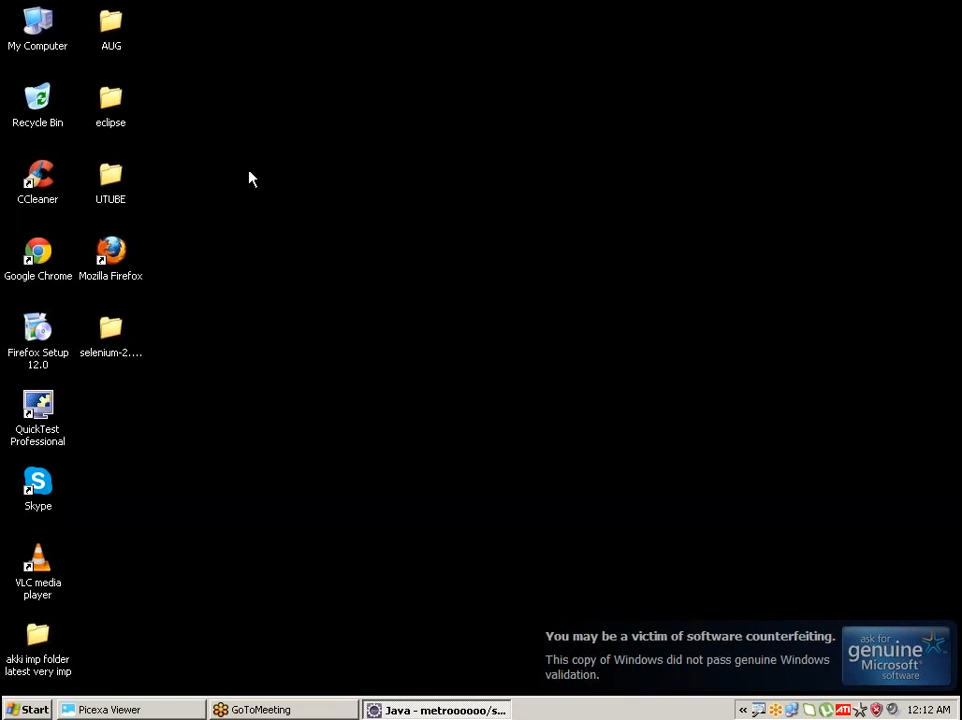 My Computer
AUG
Recycle Bin
eclipse
CCleaner
UTUBE
Google Chrome
Mozilla Firefox
Firefox Setup
12.0
selenium-2....
QuickTest
Professional
Skype
VLC media
player
akki imp folder
latest very imp
You may be a victim of software counterfeiting.
This copy of Windows did not pass genuine Windows
validation.
ask for
genuine
Microsoft
software
Start
Picexa Viewer
GoToMeeting
Java - metroooooo/s...
«
ATI
12:12 AM